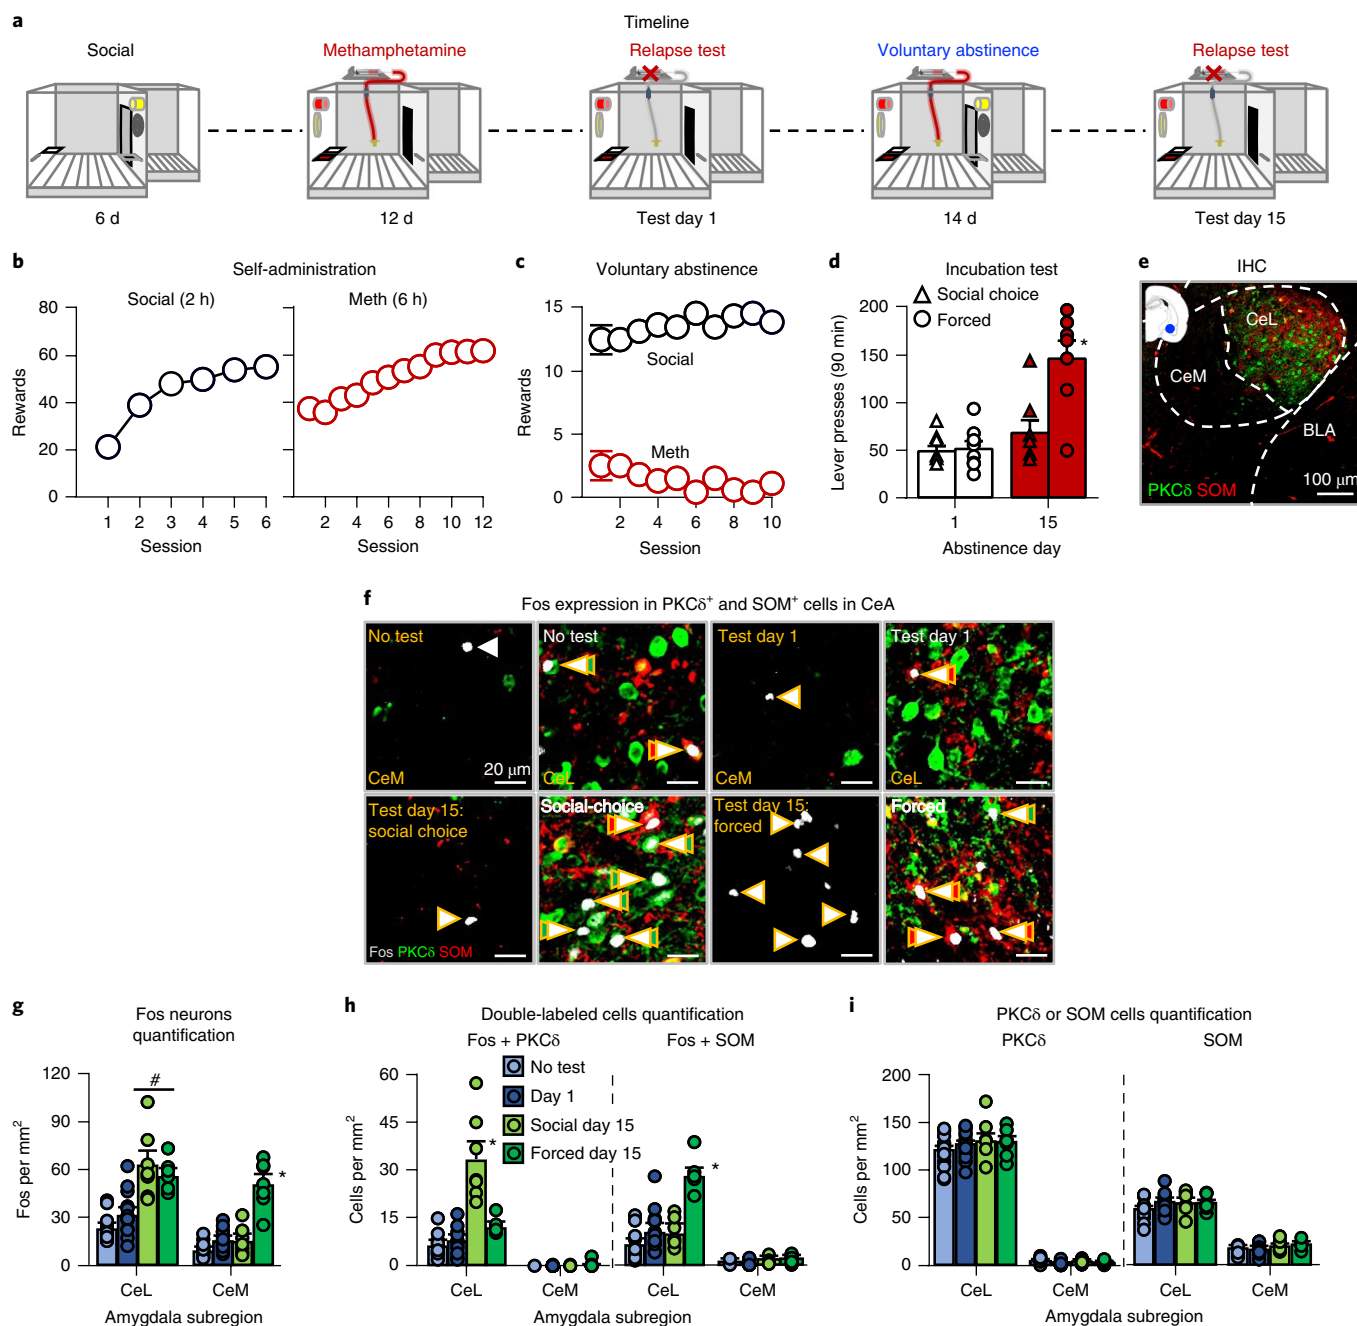 a
Timeline
Social
Methamphetamine
Relapse test
Voluntary abstinence
Relapse test
6 d
12 d
Test day 1
14 d
Test day 15
b
Self-administration
Social (2 h)
Meth (6 h)
Rewards
80
60
40
20
0
1 2 3 4 5 6
2 4 6 8 10 12
Session
Session
c
Voluntary abstinence
Rewards
15
10
5
0
Social
Meth
2 4 6 8 10
Session
d
Incubation test
Social choice
Forced
Lever presses (90 min)
200
150
100
50
0
*
1 15
Abstinence day
e
IHC
CeL
CeM
BLA
PKCδ SOM
100 μm
f
Fos expression in PKCδ+ and SOM+ cells in CeA
No test
CeM
20 μm
No test
CeL
Test day 1
CeM
Test day 1
CeL
Test day 15:
social choice
Fos PKCδ SOM
Social-choice
Test day 15:
forced
Forced
g
Fos neurons
quantification
Fos per mm2
120
90
60
30
0
#
*
CeL CeM
Amygdala subregion
h
Double-labeled cells quantification
Fos + PKCδ
Fos + SOM
No test
Day 1
Social day 15
Forced day 15
Cells per mm2
60
45
30
15
0
*
*
CeL CeM CeL CeM
Amygdala subregion
i
PKCδ or SOM cells quantification
PKCδ
SOM
Cells per mm2
200
150
100
50
0
CeL CeM CeL CeM
Amygdala subregion